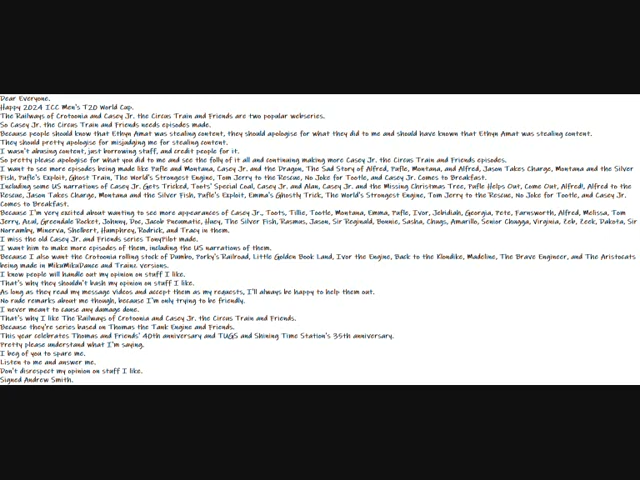 Dear Everyone.
Happy 2024 ICC Men's T20 World Cup.
The Railways of Crotoonia and Casey Jr. the Circus Train and Friends are two popular webseries.
So Casey Jr. the Circus Train and Friends needs episodes made.
Because people should know that Ethyn Amat was stealing content, they should apologise for what they did to me and should have known that Ethyn Amat was stealing content.
They should pretty apologise for misjudging me for stealing content.
I wasn't abusing content, just borrowing stuff, and credit people for it.
So pretty please apologise for what you did to me and see the folly of it all and continuing making more Casey Jr. the Circus Train and Friends episodes.
I want to see more episodes being made like Pufle and Montana, Casey Jr. and the Dragon, The Sad Story of Alfred, Pufle, Montana, and Alfred, Jason Takes Charge, Montana and the Silver
Fish, Pufle's Exploit, Ghost Train, The World's Strongest Engine, Tom Jerry to the Rescue, No Joke for Tootle, and Casey Jr. Comes to Breakfast.
Including some US narrations of Casey Jr. Gets Tricked, Toots' Special Coal, Casey Jr. and Alan, Casey Jr. and the Missing Christmas Tree, Pufle Helps Out, Come Out, Alfred!, Alfred to the
Rescue, Jason Takes Charge, Montana and the Silver Fish, Pufle's Exploit, Emma's Ghostly Trick, The World's Strongest Engine, Tom Jerry to the Rescue, No Joke for Tootle, and Casey Jr.
Comes to Breakfast.
Because I'm very excited about wanting to see more appearances of Casey Jr., Toots, Tillie, Tootle, Montana, Emma, Pufle, Ivor, Jebidiah, Georgia, Pete, Farnsworth, Alfred, Melissa, Tom
Jerry, Azul, Greendale Rocket, Johnny, Doc, Jacob Pneumatic, Huey, The Silver Fish, Rasmus, Jason, Sir Reginald, Bonnie, Sasha, Chugs, Amarillo, Senior Chugga, Virginia, Zeb, Zeek, Dakota, Sir
Norramby, Minerva, Shelbert, Humphrey, Rodrick, and Tracy in them.
I miss the old Casey Jr. and Friends series TonyPilot made.
I want him to make more episodes of them, including the US narrations of them.
Because I also want the Crotoonia rolling stock of Dumbo, Porky's Railroad, Little Golden Book Land, Ivor the Engine, Back to the Klondike, Madeline, The Brave Engineer, and The Aristocats
being made in MikuMikuDance and Trainz versions.
I know people will handle out my opinion on stuff I like.
That's why they shouldn't bash my opinion on stuff I like.
As long as they read my message videos and accept them as my requests, I'll always be happy to help them out.
No rude remarks about me though, because I'm only trying to be friendly.
I never meant to cause any damage done.
That's why I like The Railways of Crotoonia and Casey Jr. the Circus Train and Friends.
Because they're series based on Thomas the Tank Engine and Friends.
This year celebrates Thomas and Friends' 40th anniversary and TUGS and Shining Time Station's 35th anniversary.
Pretty please understand what I'm saying.
I beg of you to spare me.
Listen to me and answer me.
Don't disrespect my opinion on stuff I like.
Signed Andrew Smith.